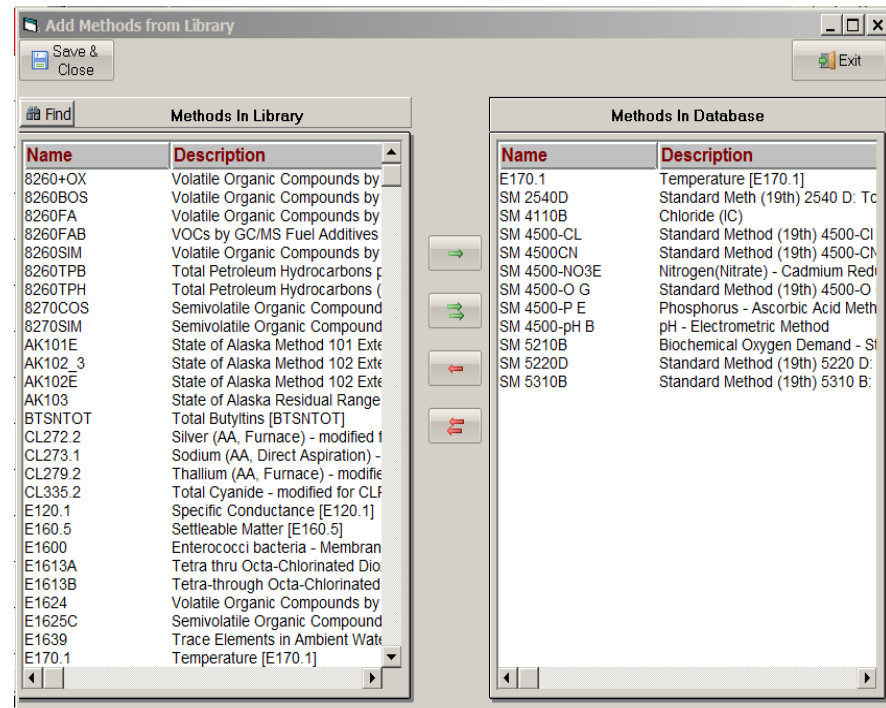 Add Methods from Library
Save &
Close
Exit
Find
Methods In Library
Methods In Database
Name Description
8260+OX Volatile Organic Compounds by
8260BOS Volatile Organic Compounds by
8260FA Volatile Organic Compounds by
8260FAB VOCs by GC/MS Fuel Additives
8260SIM Volatile Organic Compounds by
8260TPB Total Petroleum Hydrocarbons p
8260TPH Total Petroleum Hydrocarbons (
8270COS Semivolatile Organic Compound
8270SIM Semivolatile Organic Compound
AK101E State of Alaska Method 101 Exte
AK102_3 State of Alaska Method 102 Exte
AK102E State of Alaska Method 102 Exte
AK103 State of Alaska Residual Range
BTSNTOT Total Butyltins [BTSNTOT]
CL272.2 Silver (AA, Furnace) - modified f
CL273.1 Sodium (AA, Direct Aspiration) -
CL279.2 Thallium (AA, Furnace) - modifie
CL335.2 Total Cyanide - modified for CLP
E120.1 Specific Conductance [E120.1]
E160.5 Settleable Matter [E160.5]
E1600 Enterococci bacteria - Membran
E1613A Tetra thru Octa-Chlorinated Dio
E1613B Tetra-through Octa-Chlorinated
E1624 Volatile Organic Compounds by
E1625C Semivolatile Organic Compound
E1639 Trace Elements in Ambient Wate
E170.1 Temperature [E170.1]
Name Description
E170.1 Temperature [E170.1]
SM 2540D Standard Meth (19th) 2540 D: To
SM 4110B Chloride (IC)
SM 4500-CL Standard Method (19th) 4500-Cl
SM 4500CN Standard Method (19th) 4500-CN
SM 4500-NO3E Nitrogen(Nitrate) - Cadmium Redu
SM 4500-O G Standard Method (19th) 4500-O
SM 4500-P E Phosphorus - Ascorbic Acid Meth
SM 4500-pH B pH - Electrometric Method
SM 5210B Biochemical Oxygen Demand - St
SM 5220D Standard Method (19th) 5220 D:
SM 5310B Standard Method (19th) 5310 B: